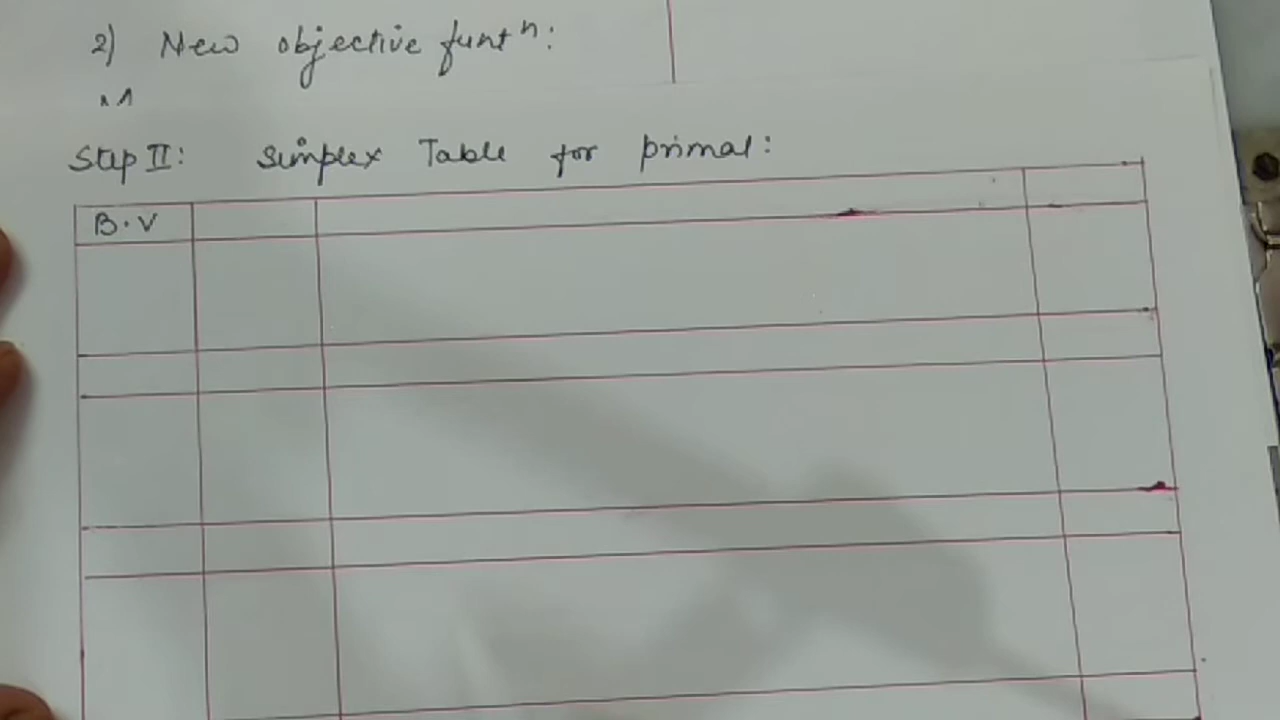 2) New objective funtⁿ:
Step II: Simplex Table for primal:
B.V